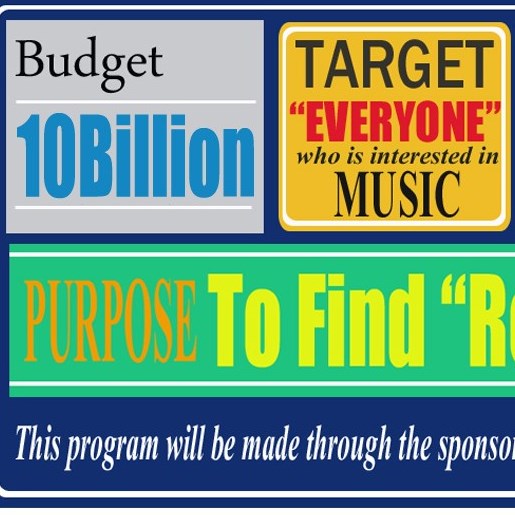 Budget
10Billion
TARGET
“EVERYONE”
who is interested in
MUSIC
PURPOSE To Find “R
This program will be made through the sponso